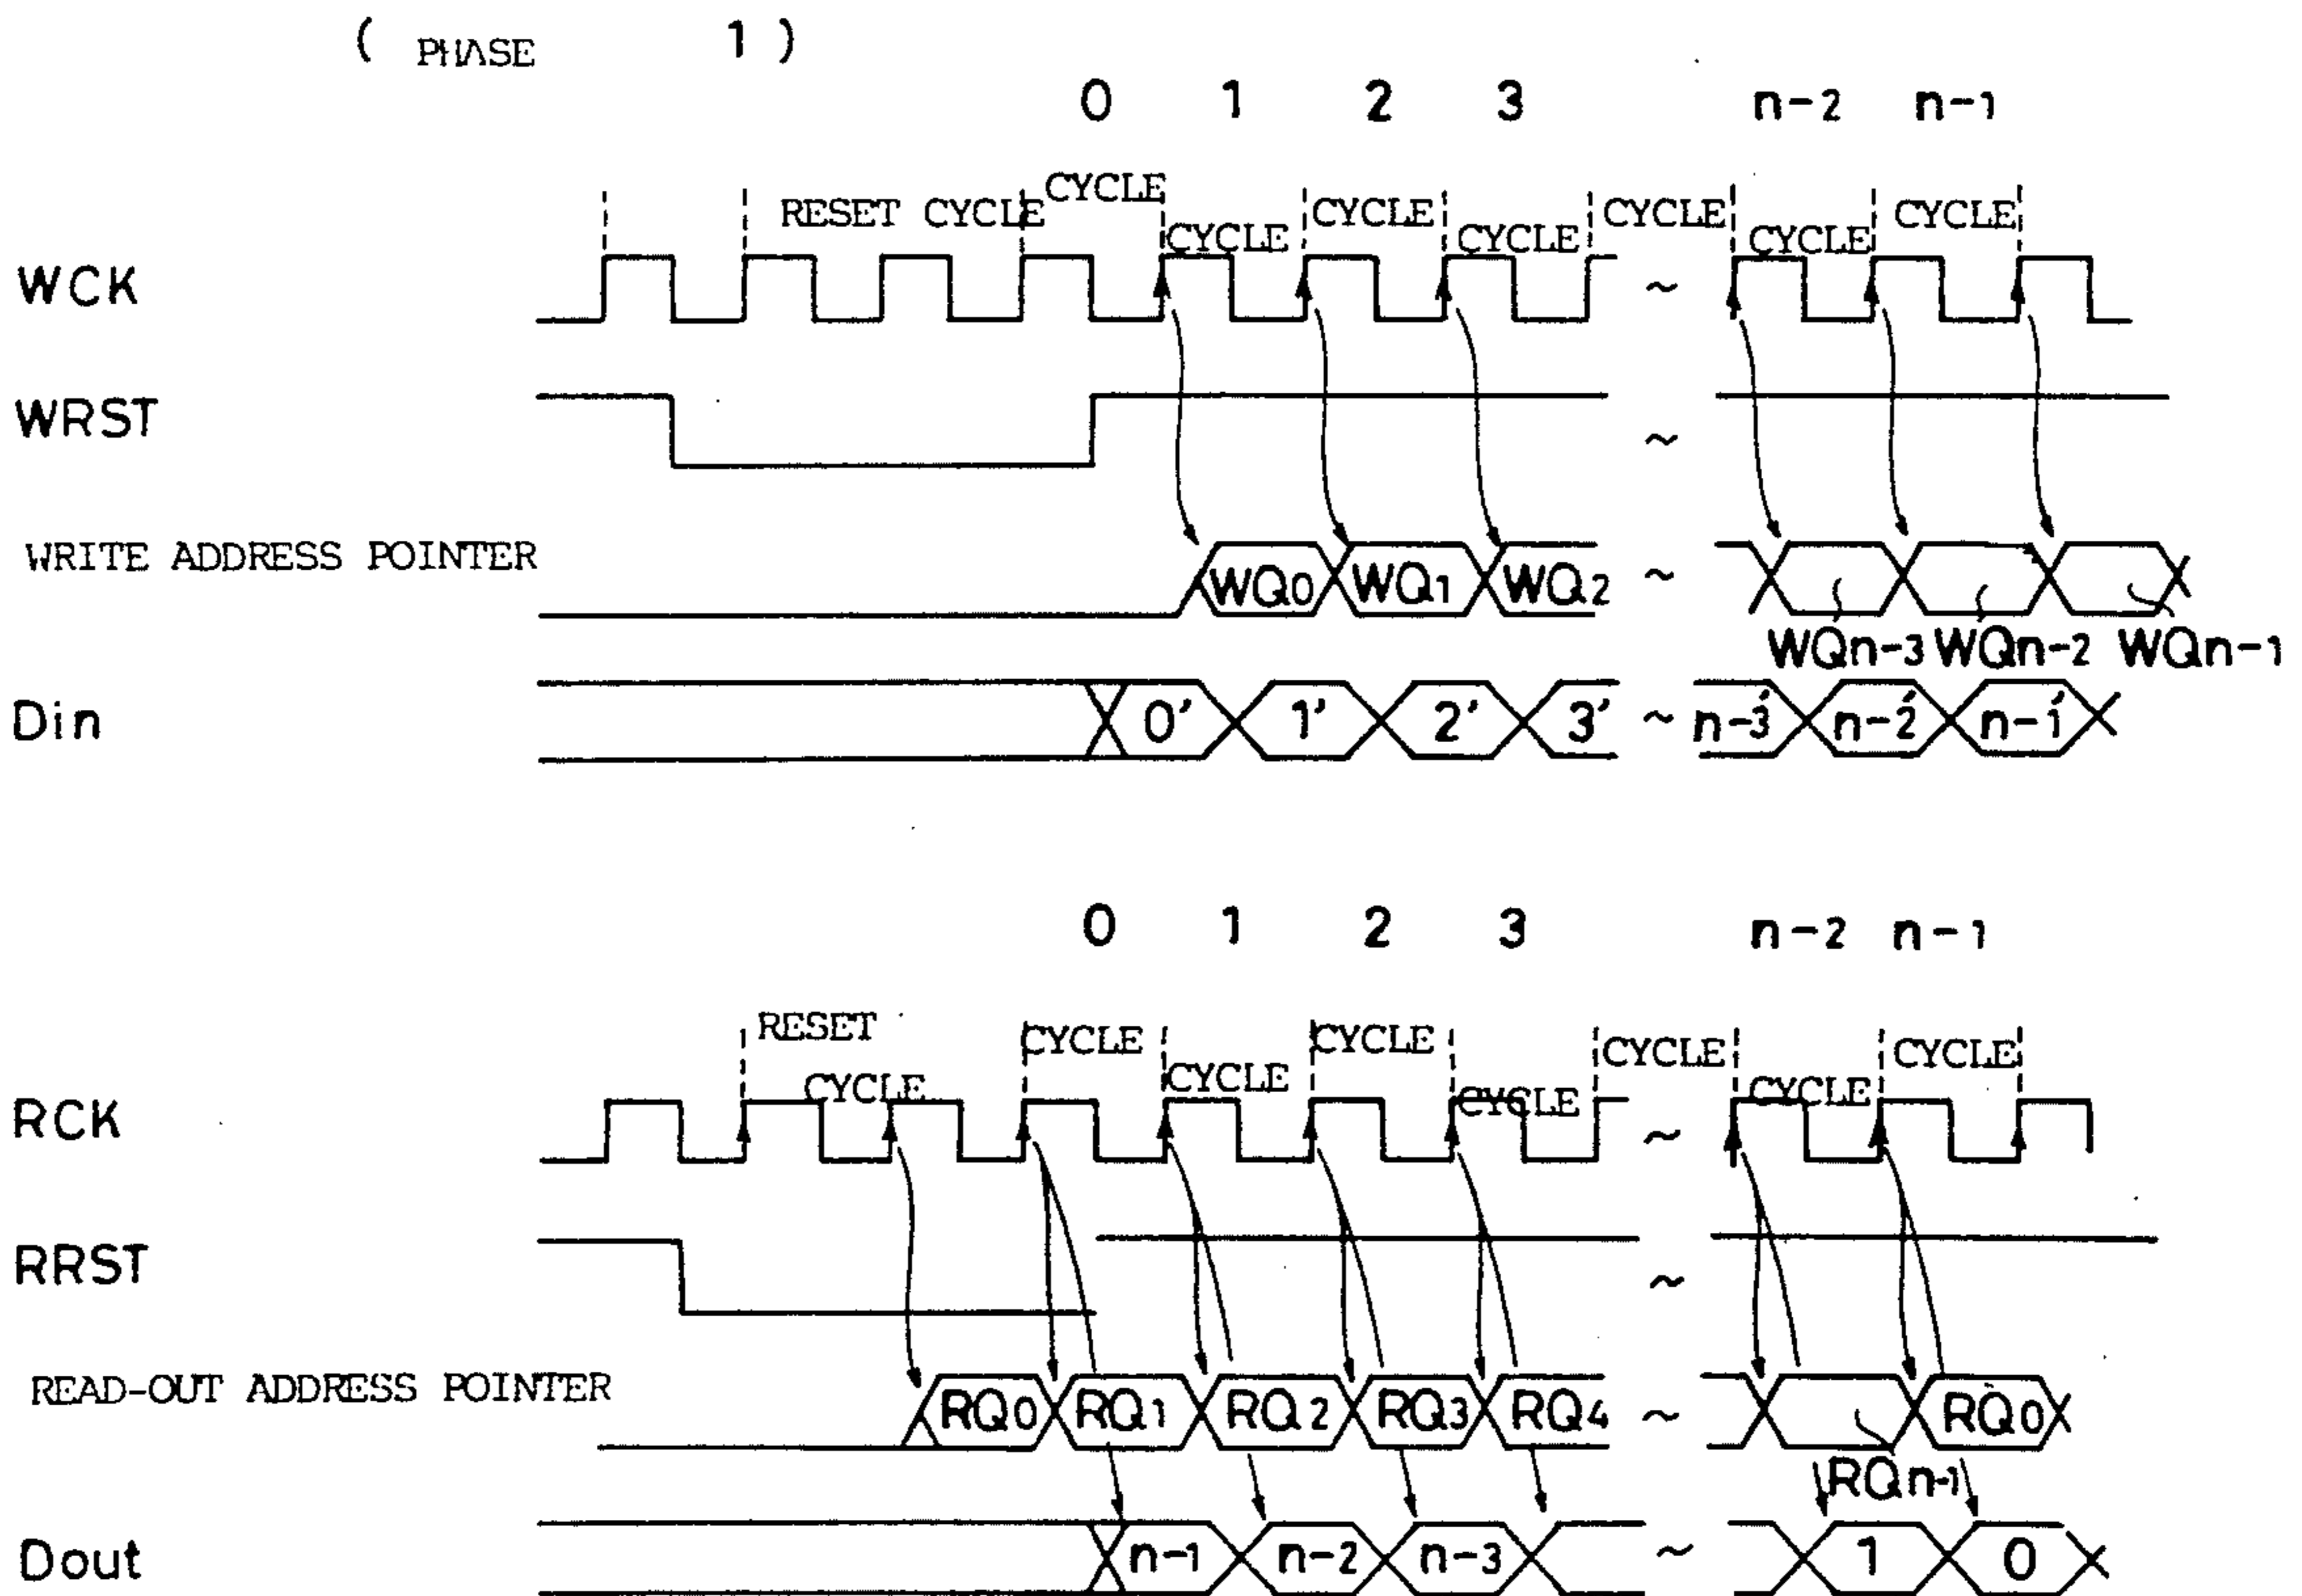 ( PHASE 1 )
0 1 2 3 n-2 n-1
RESET CYCLE CYCLE CYCLE CYCLE CYCLE CYCLE CYCLE CYCLE
WCK ~
WRST ~
WRITE ADDRESS POINTER WQ0 WQ1 WQ2 ~
WQn-3 WQn-2 WQn-1
Din 0' 1' 2' 3' ~ n-3' n-2' n-1'
0 1 2 3 n-2 n-1
RESET CYCLE CYCLE CYCLE CYCLE
CYCLE CYCLE CYCLE CYCLE CYCLE
RCK ~
RRST ~
READ-OUT ADDRESS POINTER RQ0 RQ1 RQ2 RQ3 RQ4 ~ RQ0
RQn-1
Dout n-1 n-2 n-3 ~ 1 0